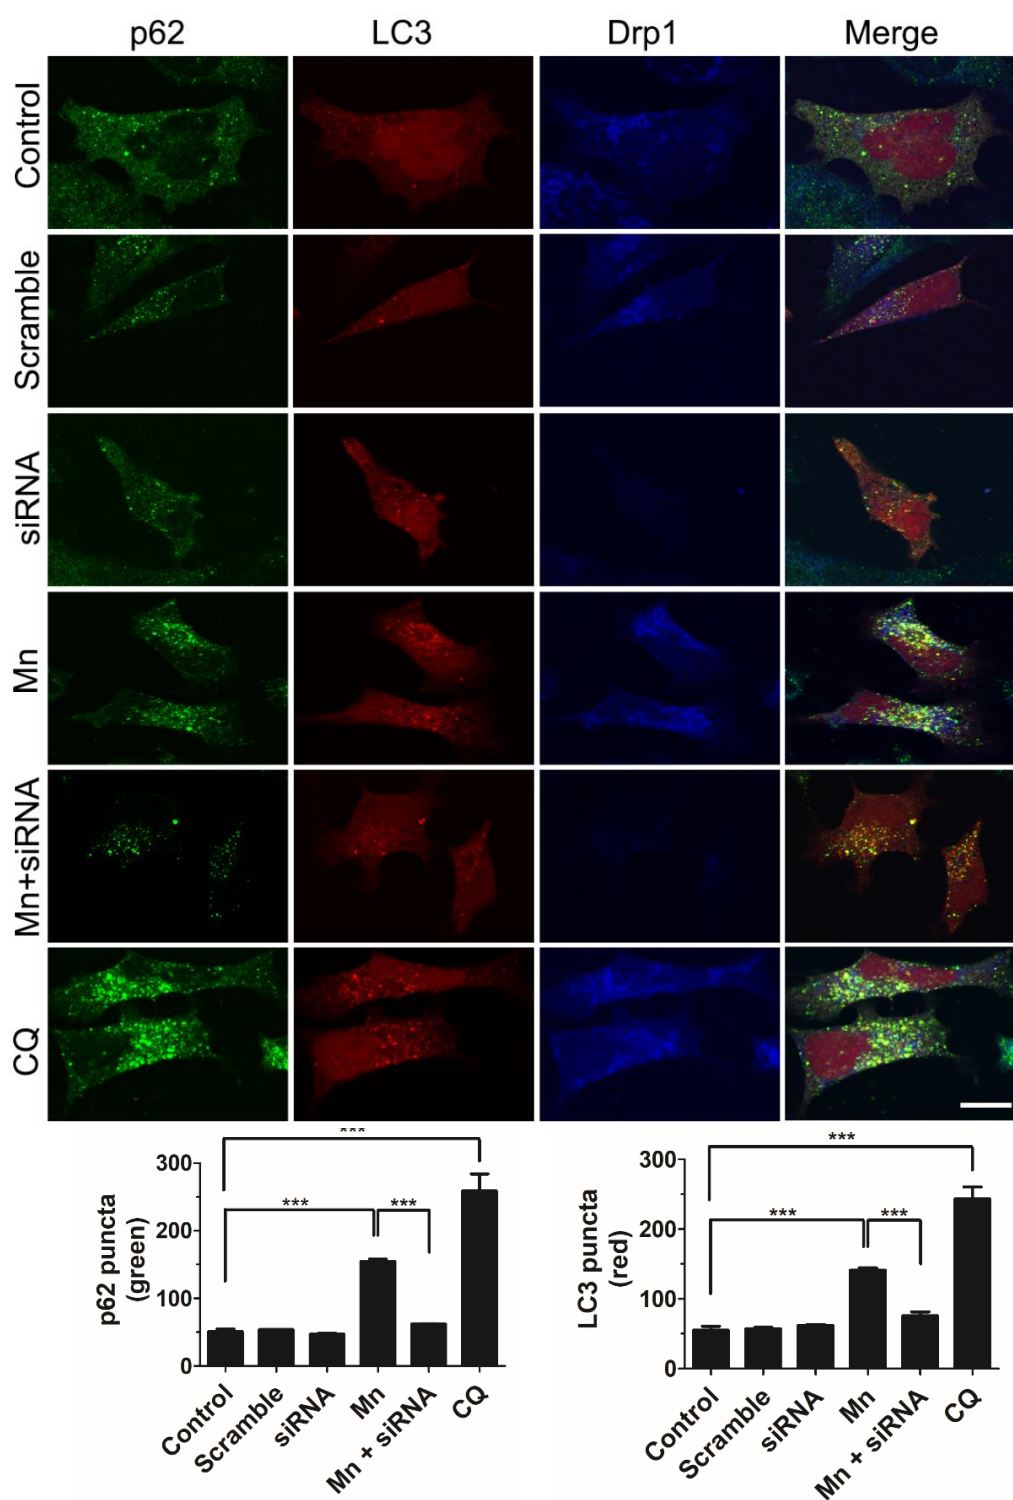 p62 LC3 Drp1 Merge
Control
Scramble
siRNA
Mn
Mn+siRNA
CQ
***
*** ***
300
200
100
0
p62 puncta
(green)
Control
Scramble
siRNA
Mn
Mn + siRNA
CQ
***
*** ***
300
200
100
0
LC3 puncta
(red)
Control
Scramble
siRNA
Mn
Mn + siRNA
CQ